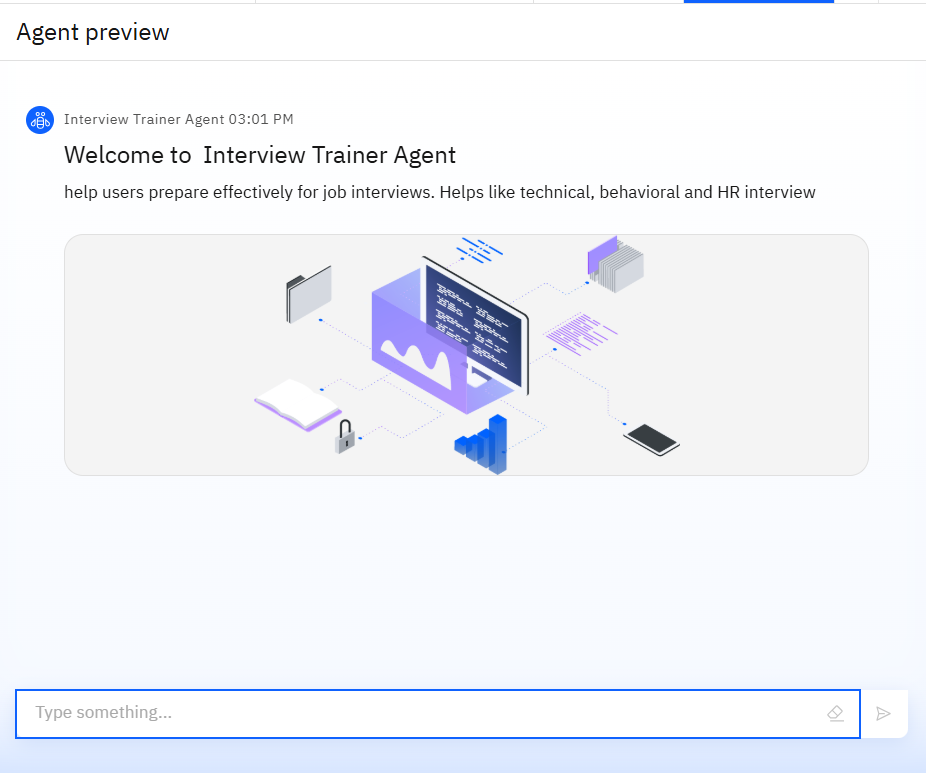 Agent preview
Interview Trainer Agent 03:01 PM
Welcome to  Interview Trainer Agent
help users prepare effectively for job interviews. Helps like technical, behavioral and HR interview
Type something...